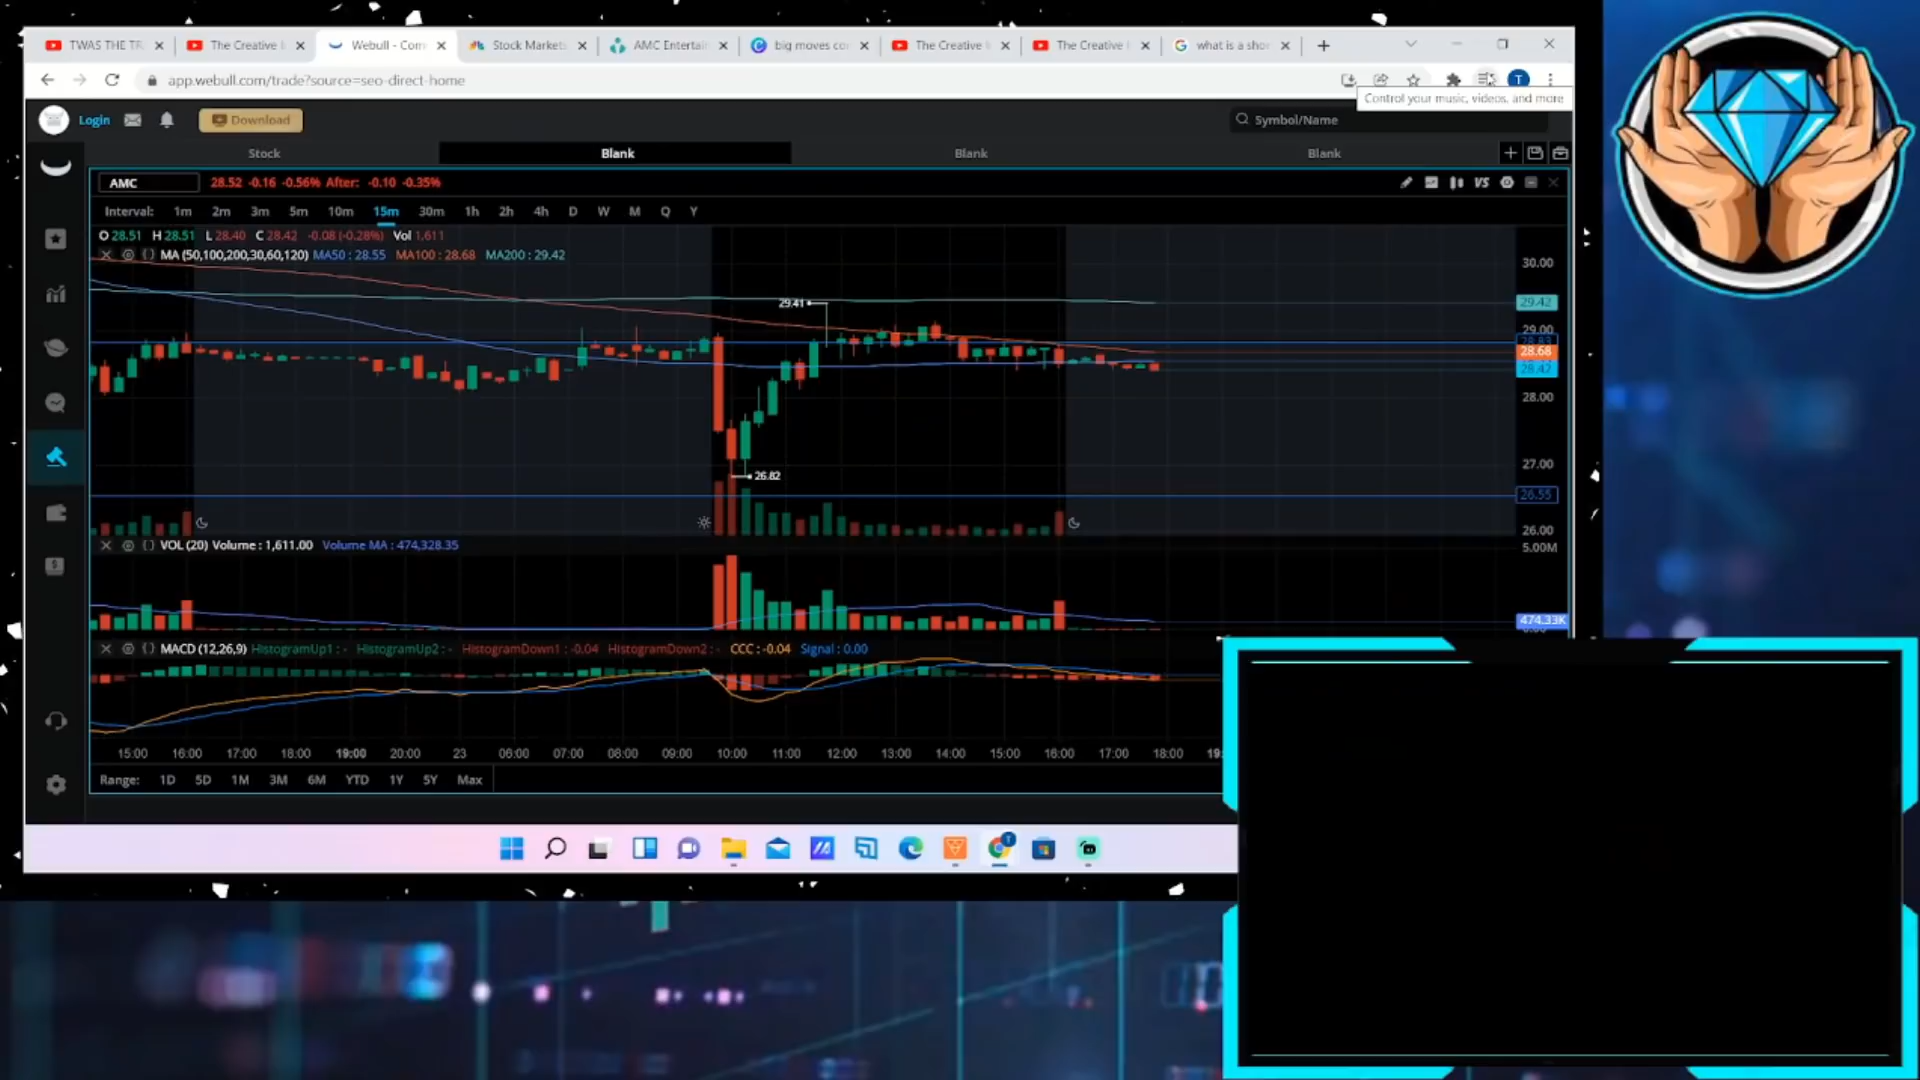 TWAS THE TR
The Creative I
Webull - Com
Stock Market
AMC Entertain
big moves co
The Creative I
The Creative I
what is a shor
app.webull.com/trade?source=seo-direct-home
T
Control your music, videos, and more
Login
Download
Symbol/Name
Stock
Blank
Blank
Blank
AMC
28.52 -0.16 -0.56% After: -0.10 -0.35%
VS
Interval: 1m 2m 3m 5m 10m 15m 30m 1h 2h 4h D W M Q Y
O 28.51 H 28.51 L 28.40 C 28.42 -0.08 (-0.28%) Vol 1,611
MA (50,100,200,30,60,120) MA50 : 28.55 MA100 : 28.68 MA200 : 29.42
30.00
29.42
29.41
29.00
28.83
28.68
28.42
28.00
27.00
26.82
26.55
26.00
VOL (20) Volume : 1,611.00 Volume MA : 474,328.35
5.00M
474.33K
MACD (12,26,9) HistogramUp1 : - HistogramUp2 : - HistogramDown1 : -0.04 HistogramDown2 : - CCC : -0.04 Signal : 0.00
15:00 16:00 17:00 18:00 19:00 20:00 23 06:00 07:00 08:00 09:00 10:00 11:00 12:00 13:00 14:00 15:00 16:00 17:00 18:00
Range: 1D 5D 1M 3M 6M YTD 1Y 5Y Max